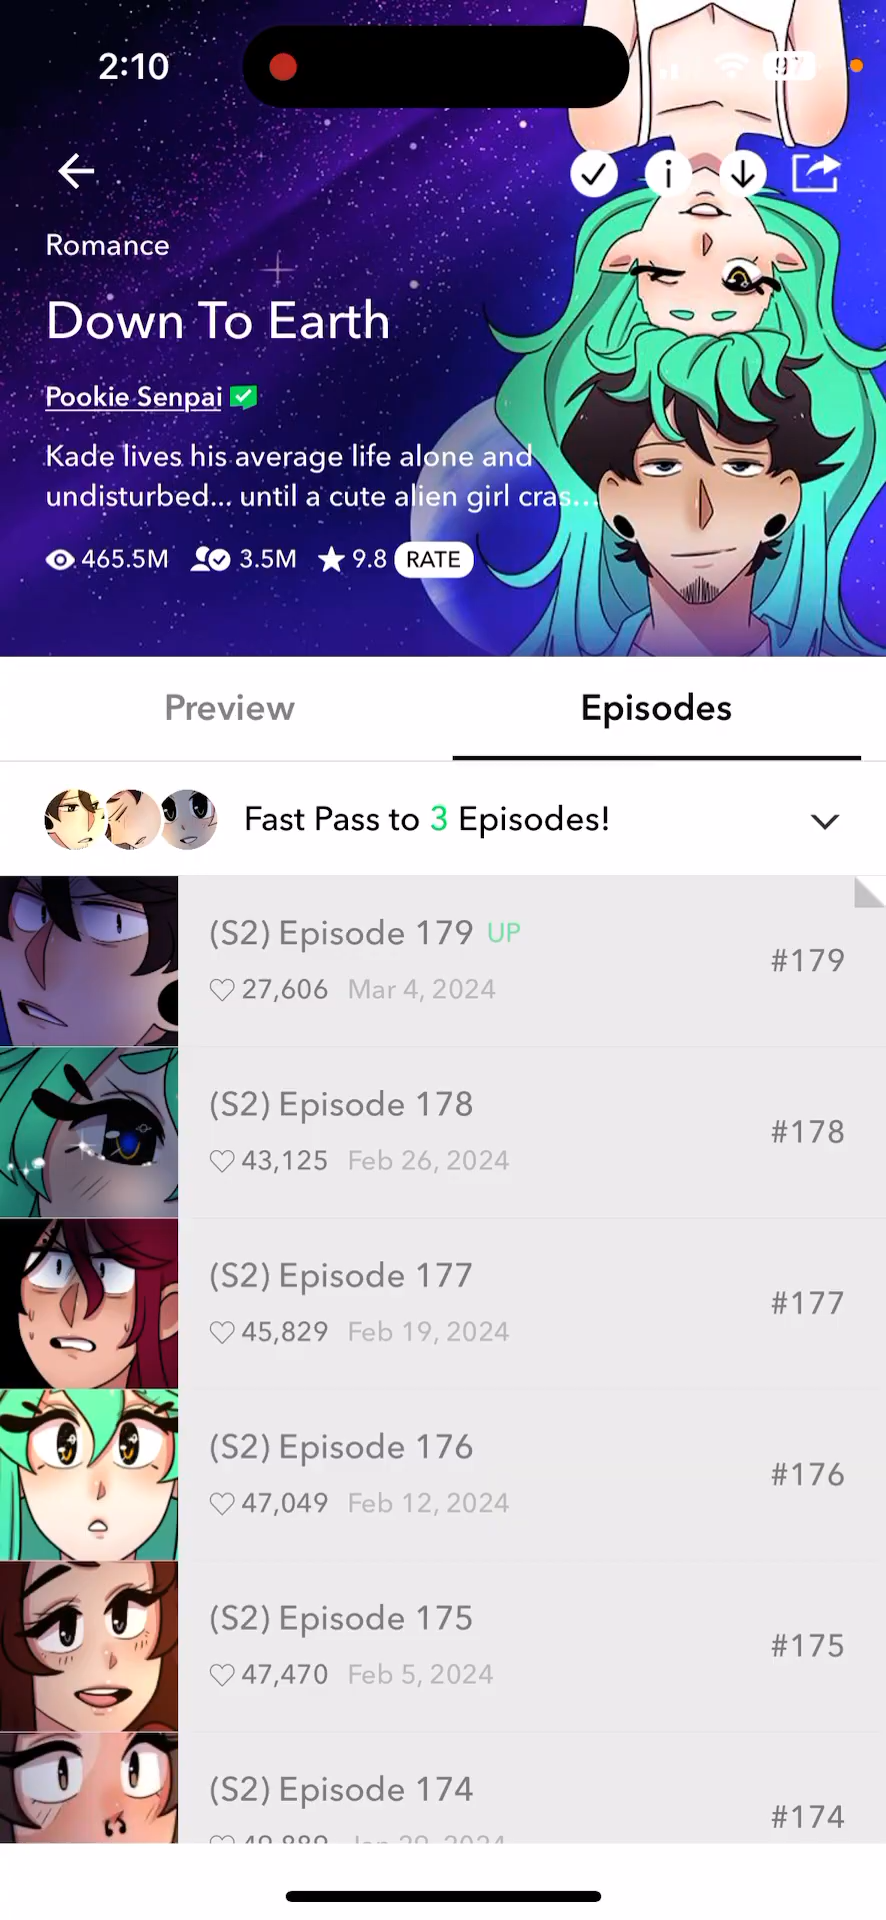 2:10
97
Romance
Down To Earth
Pookie Senpai
Kade lives his average life alone and
undisturbed... until a cute alien girl cras...
465.5M 3.5M 9.8 RATE
Preview Episodes
Fast Pass to 3 Episodes!
(S2) Episode 179 UP
27,606 Mar 4, 2024
#179
(S2) Episode 178
43,125 Feb 26, 2024
#178
(S2) Episode 177
45,829 Feb 19, 2024
#177
(S2) Episode 176
47,049 Feb 12, 2024
#176
(S2) Episode 175
47,470 Feb 5, 2024
#175
(S2) Episode 174
#174